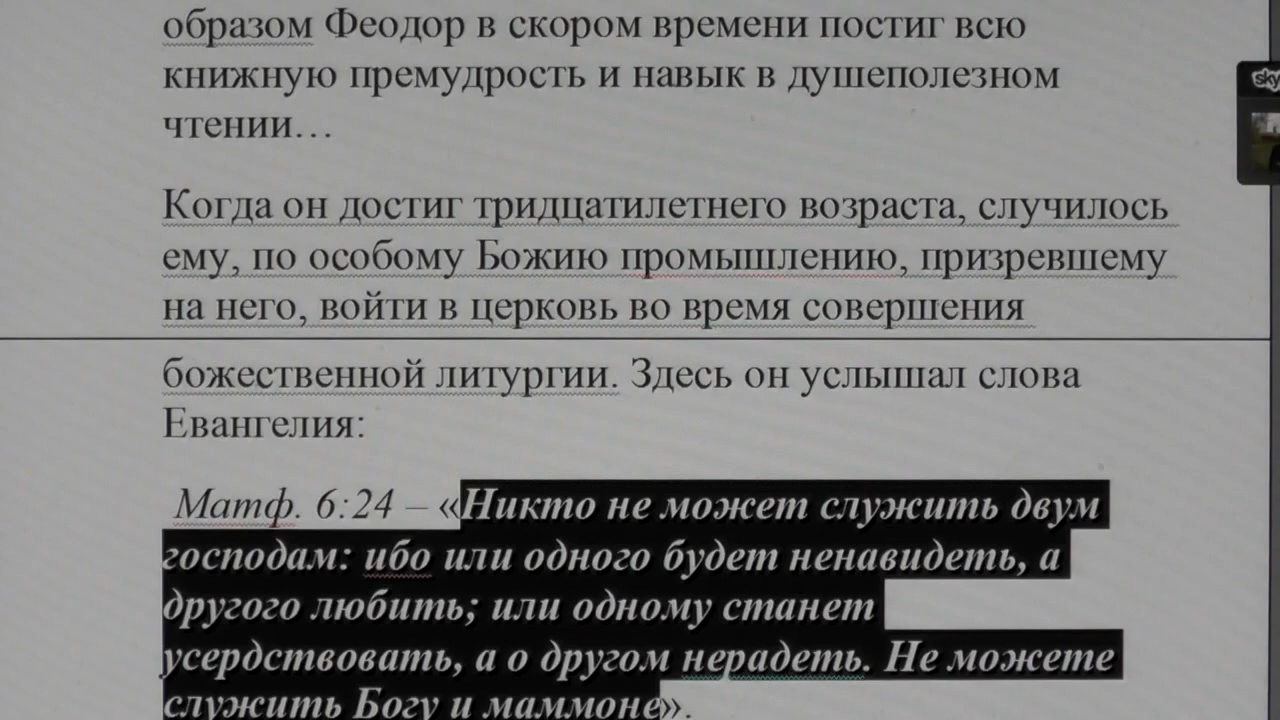 образом Феодор в скором времени постиг всю
книжную премудрость и навык в душеполезном
чтении…
Когда он достиг тридцатилетнего возраста, случилось
ему, по особому Божию промышлению, призревшему
на него, войти в церковь во время совершения
божественной литургии. Здесь он услышал слова
Евангелия:
Матф. 6:24 – «Никто не может служить двум
господам: ибо или одного будет ненавидеть, а
другого любить; или одному станет
усердствовать, а о другом нерадеть. Не можете
служить Богу и маммоне».